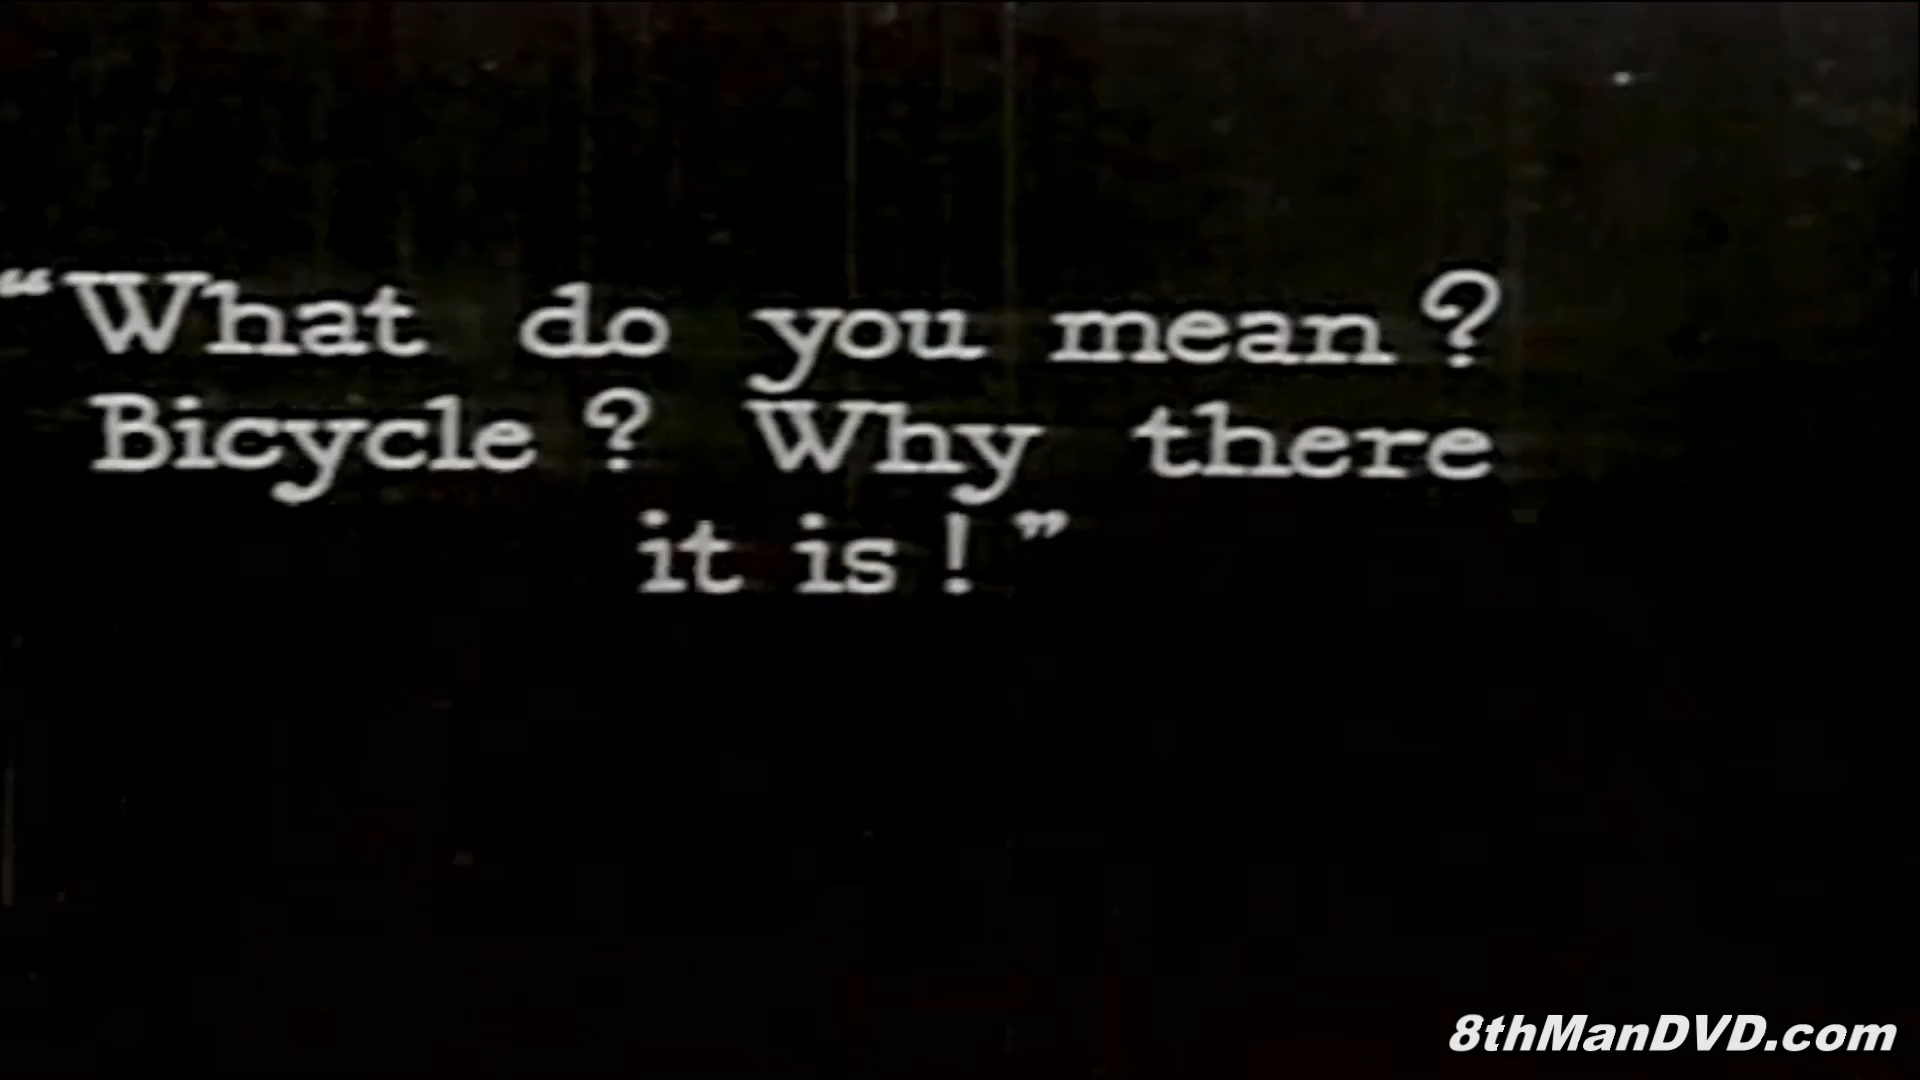 “What do you mean?
Bicycle? Why there
it is!”
8thManDVD.com